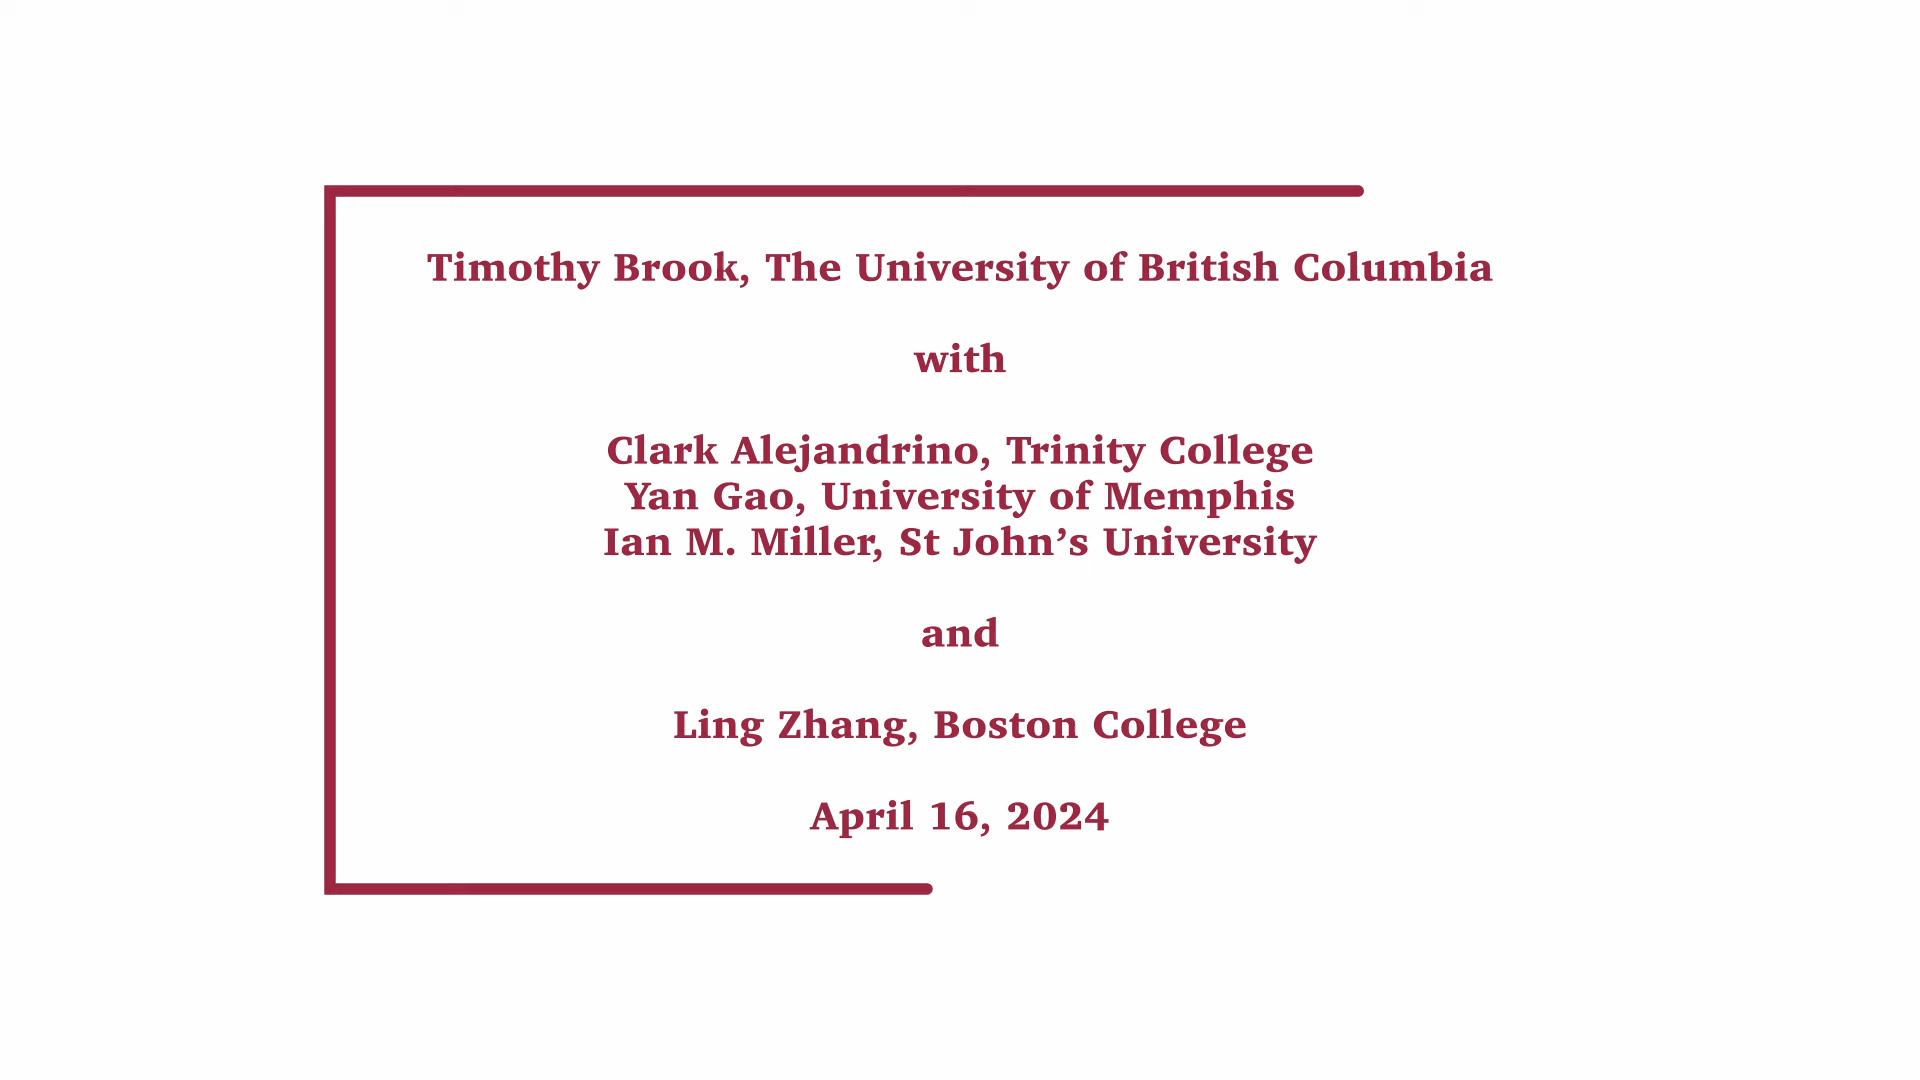 Timothy Brook, The University of British Columbia
with
Clark Alejandrino, Trinity College
Yan Gao, University of Memphis
Ian M. Miller, St John’s University
and
Ling Zhang, Boston College
April 16, 2024